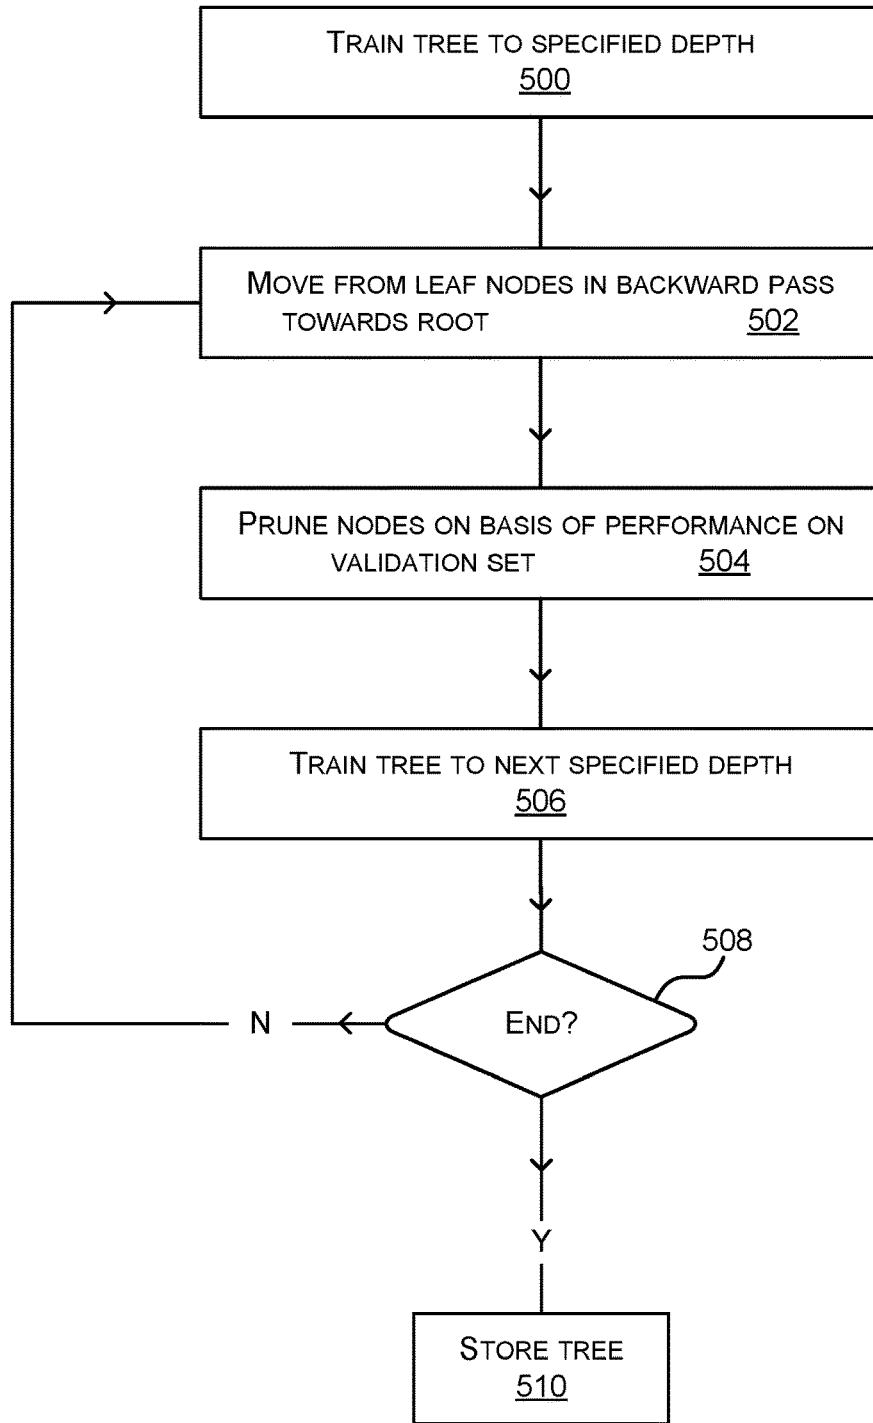 TRAIN TREE TO SPECIFIED DEPTH
500
MOVE FROM LEAF NODES IN BACKWARD PASS
TOWARDS ROOT 502
PRUNE NODES ON BASIS OF PERFORMANCE ON
VALIDATION SET 504
TRAIN TREE TO NEXT SPECIFIED DEPTH
506
508
END?
N
Y
STORE TREE
510